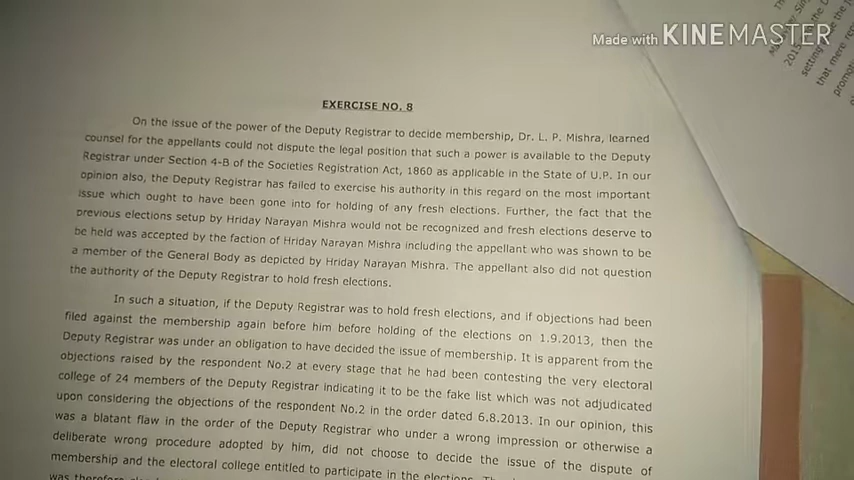 Made with KINEMASTER
EXERCISE NO. 8
On the issue of the power of the Deputy Registrar to decide membership, Dr. L. P. Mishra, learned
counsel for the appellants could not dispute the legal position that such a power is available to the Deputy
Registrar under Section 4-B of the Societies Registration Act, 1860 as applicable in the State of U.P. In our
opinion also, the Deputy Registrar has failed to exercise his authority in this regard on the most important
issue which ought to have been gone into for holding of any fresh elections. Further, the fact that the
previous elections setup by Hriday Narayan Mishra would not be recognized and fresh elections deserve to
be held was accepted by the faction of Hriday Narayan Mishra including the appellant who was shown to be
a member of the General Body as depicted by Hriday Narayan Mishra. The appellant also did not question
the authority of the Deputy Registrar to hold fresh elections.
In such a situation, if the Deputy Registrar was to hold fresh elections, and if objections had been
filed against the membership again before him before holding of the elections on 1.9.2013, then the
Deputy Registrar was under an obligation to have decided the issue of membership. It is apparent from the
objections raised by the respondent No.2 at every stage that he had been contesting the very electoral
college of 24 members of the Deputy Registrar indicating it to be the fake list which was not adjudicated
upon considering the objections of the respondent No.2 in the order dated 6.8.2013. In our opinion, this
was a blatant flaw in the order of the Deputy Registrar who under a wrong impression or otherwise a
deliberate wrong procedure adopted by him, did not choose to decide the issue of the dispute of
membership and the electoral college entitled to participate in the elections.
was therefore
setting
that mere